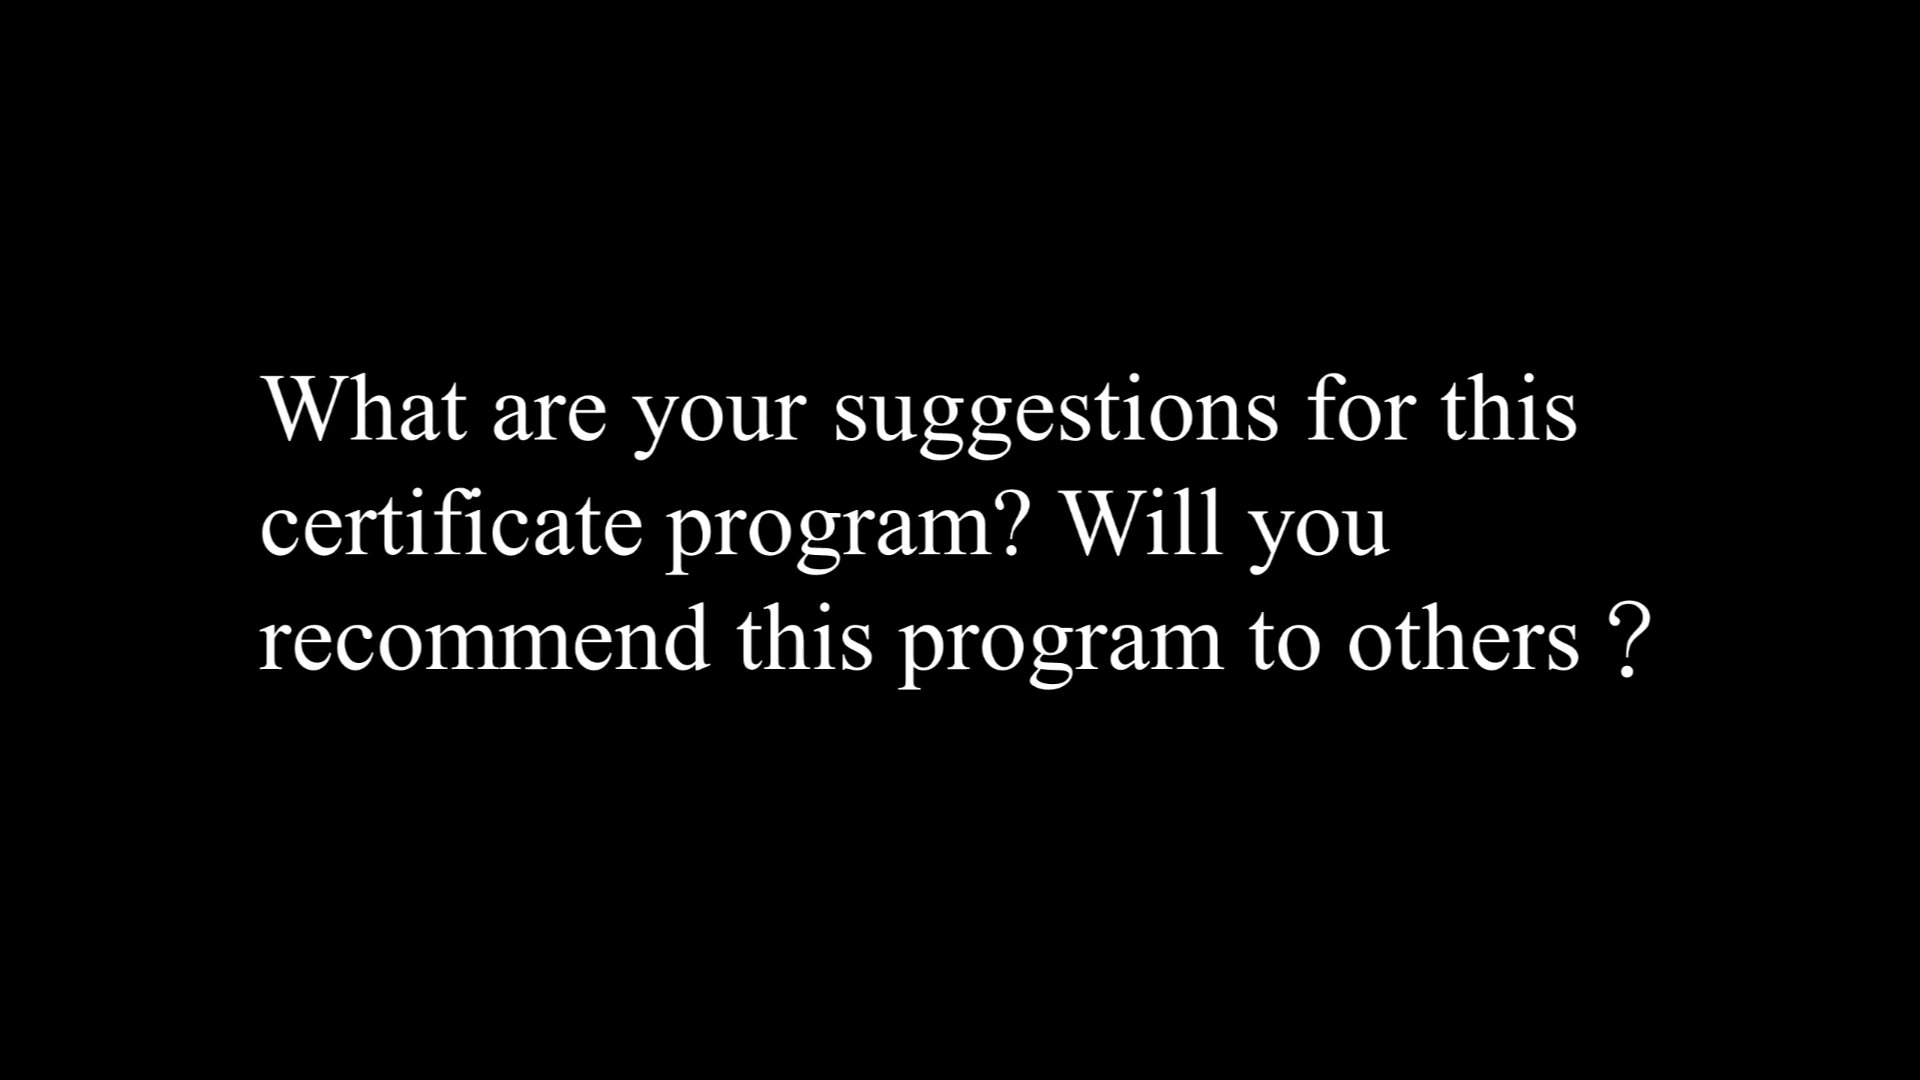 What are your suggestions for this
certificate program? Will you
recommend this program to others ?